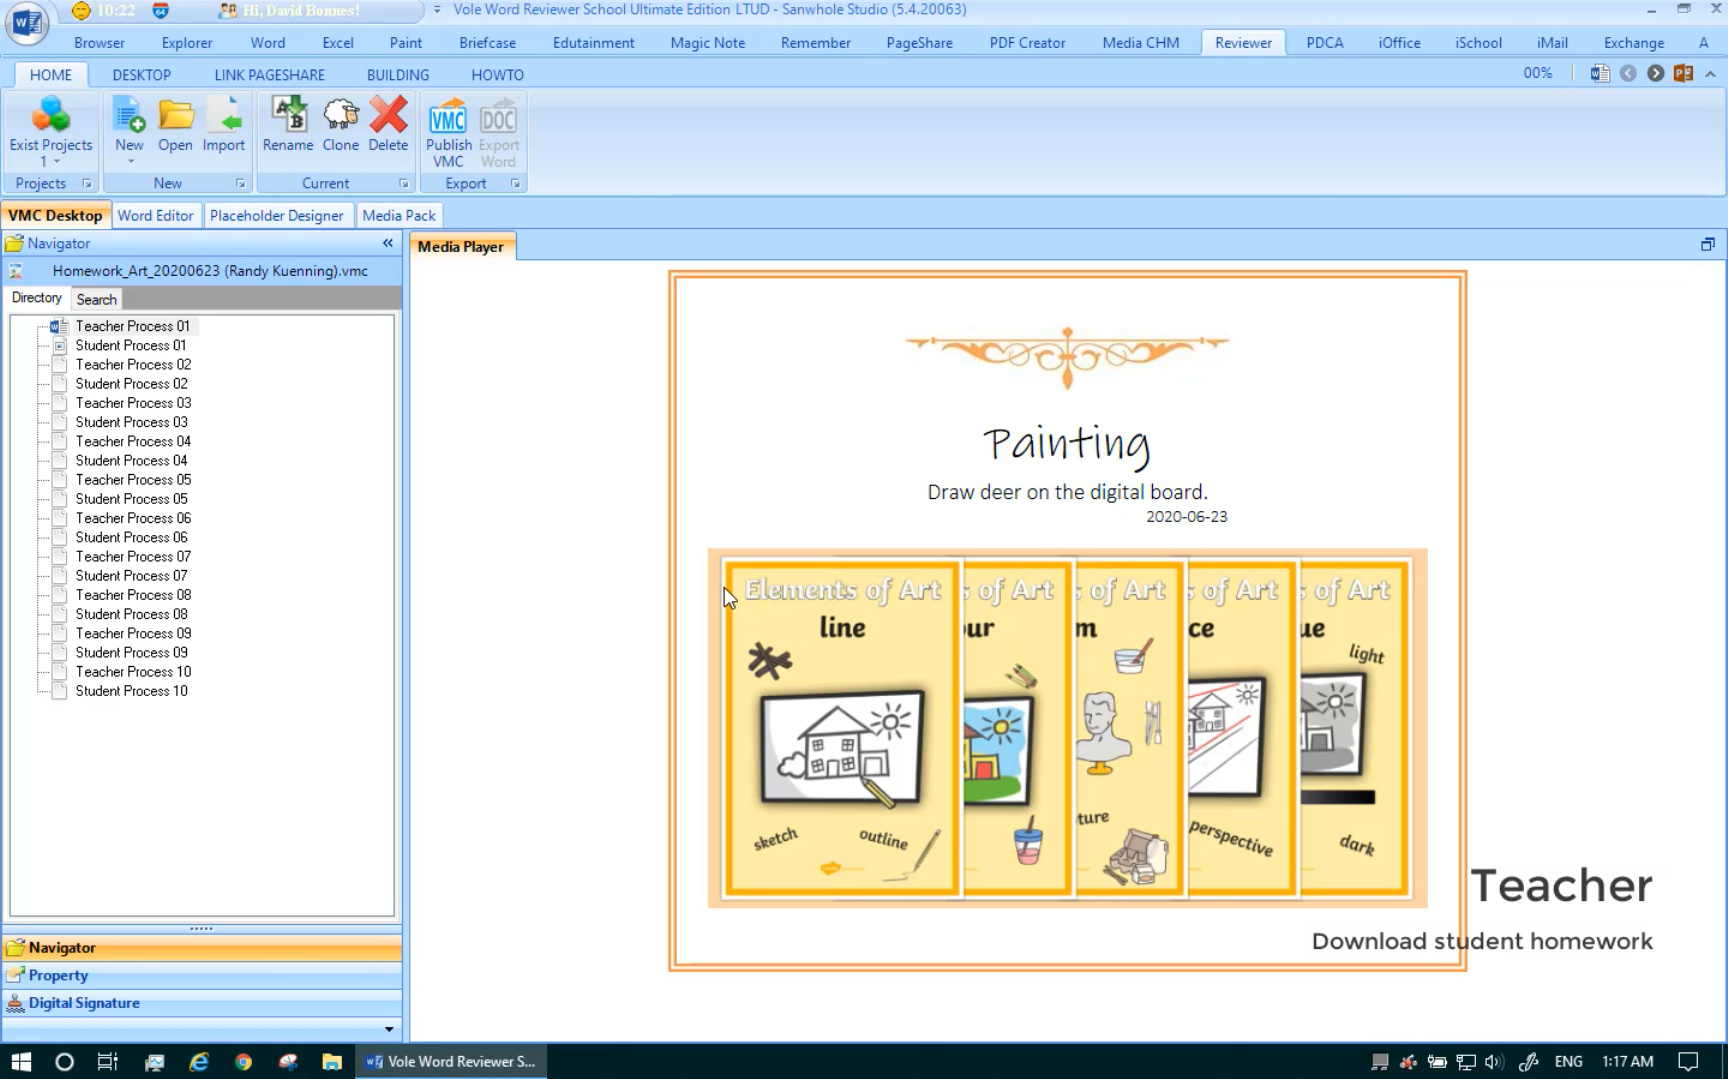 10:22
64
Hi, David Bonnes!
Vole Word Reviewer School Ultimate Edition LTUD - Sanwhole Studio (5.4.20063)
Browser
Explorer
Word
Excel
Paint
Briefcase
Edutainment
Magic Note
Remember
PageShare
PDF Creator
Media CHM
Reviewer
PDCA
iOffice
iSchool
iMail
Exchange
A
HOME
DESKTOP
LINK PAGESHARE
BUILDING
HOWTO
00%
Exist Projects
1
New
Open
Import
Rename
Clone
Delete
VMC
Publish
VMC
DOC
Export
Word
Projects
New
Current
Export
VMC Desktop
Word Editor
Placeholder Designer
Media Pack
Navigator
Media Player
Homework_Art_20200623 (Randy Kuenning).vmc
Directory
Search
Teacher Process 01
Student Process 01
Teacher Process 02
Student Process 02
Teacher Process 03
Student Process 03
Teacher Process 04
Student Process 04
Teacher Process 05
Student Process 05
Teacher Process 06
Student Process 06
Teacher Process 07
Student Process 07
Teacher Process 08
Student Process 08
Teacher Process 09
Student Process 09
Teacher Process 10
Student Process 10
Painting
Draw deer on the digital board.
2020-06-23
Elements of Art
s of Art
s of Art
s of Art
s of Art
line
our
m
ce
ue
light
sketch
outline
ture
perspective
dark
Teacher
Download student homework
Navigator
Property
Digital Signature
Vole Word Reviewer S...
ENG
1:17 AM